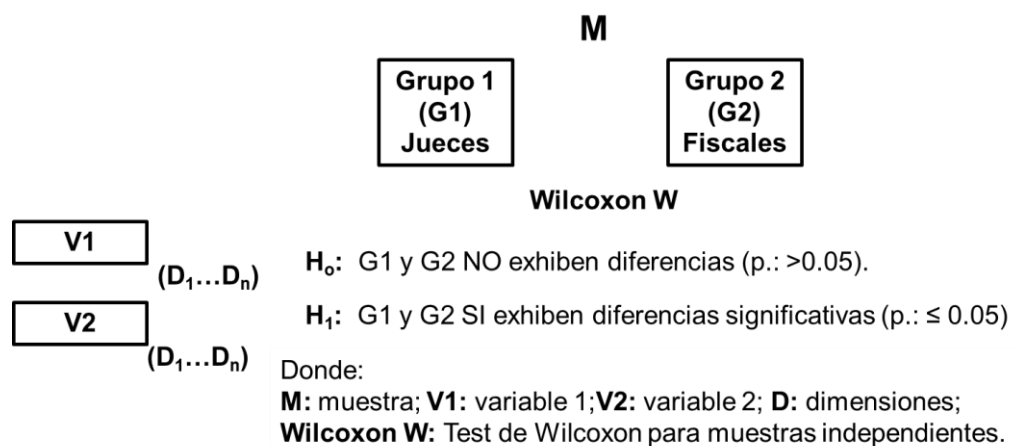 M
Grupo 1
(G1)
Jueces
Grupo 2
(G2)
Fiscales
Wilcoxon W
V1
(D₁...Dₙ)
Hₒ: G1 y G2 NO exhiben diferencias (p.: >0.05).
V2
(D₁...Dₙ)
H₁: G1 y G2 SI exhiben diferencias significativas (p.: ≤ 0.05)
Donde:
M: muestra; V1: variable 1;V2: variable 2; D: dimensiones;
Wilcoxon W: Test de Wilcoxon para muestras independientes.